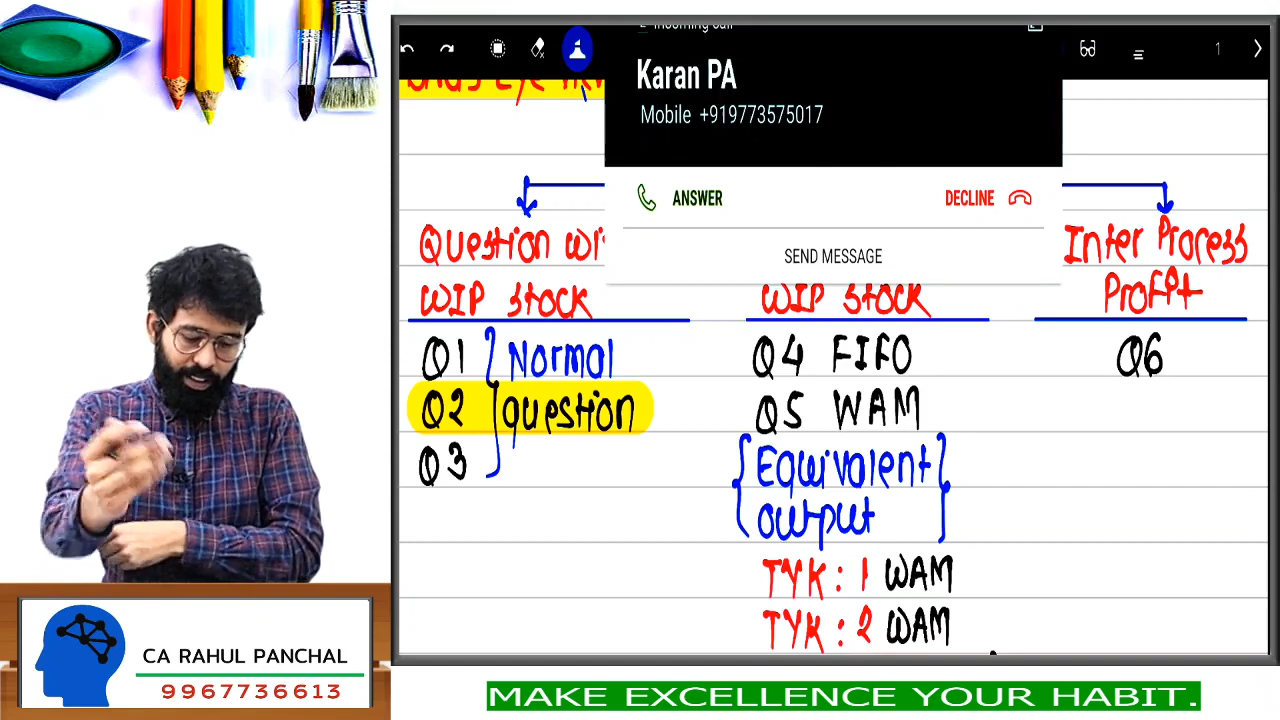 Karan PA
Mobile +919773575017
ANSWER
DECLINE
SEND MESSAGE
1
Question Wi
WIP Stock
Q1 Normal
Q2 question
Q3
WIP Stock
Q4 FIFO
Q5 WAM
{Equivalent
output}
TYK: 1 WAM
TYK: 2 WAM
Inter Process
Profit
Q6
CA RAHUL PANCHAL
9967736613
MAKE EXCELLENCE YOUR HABIT.